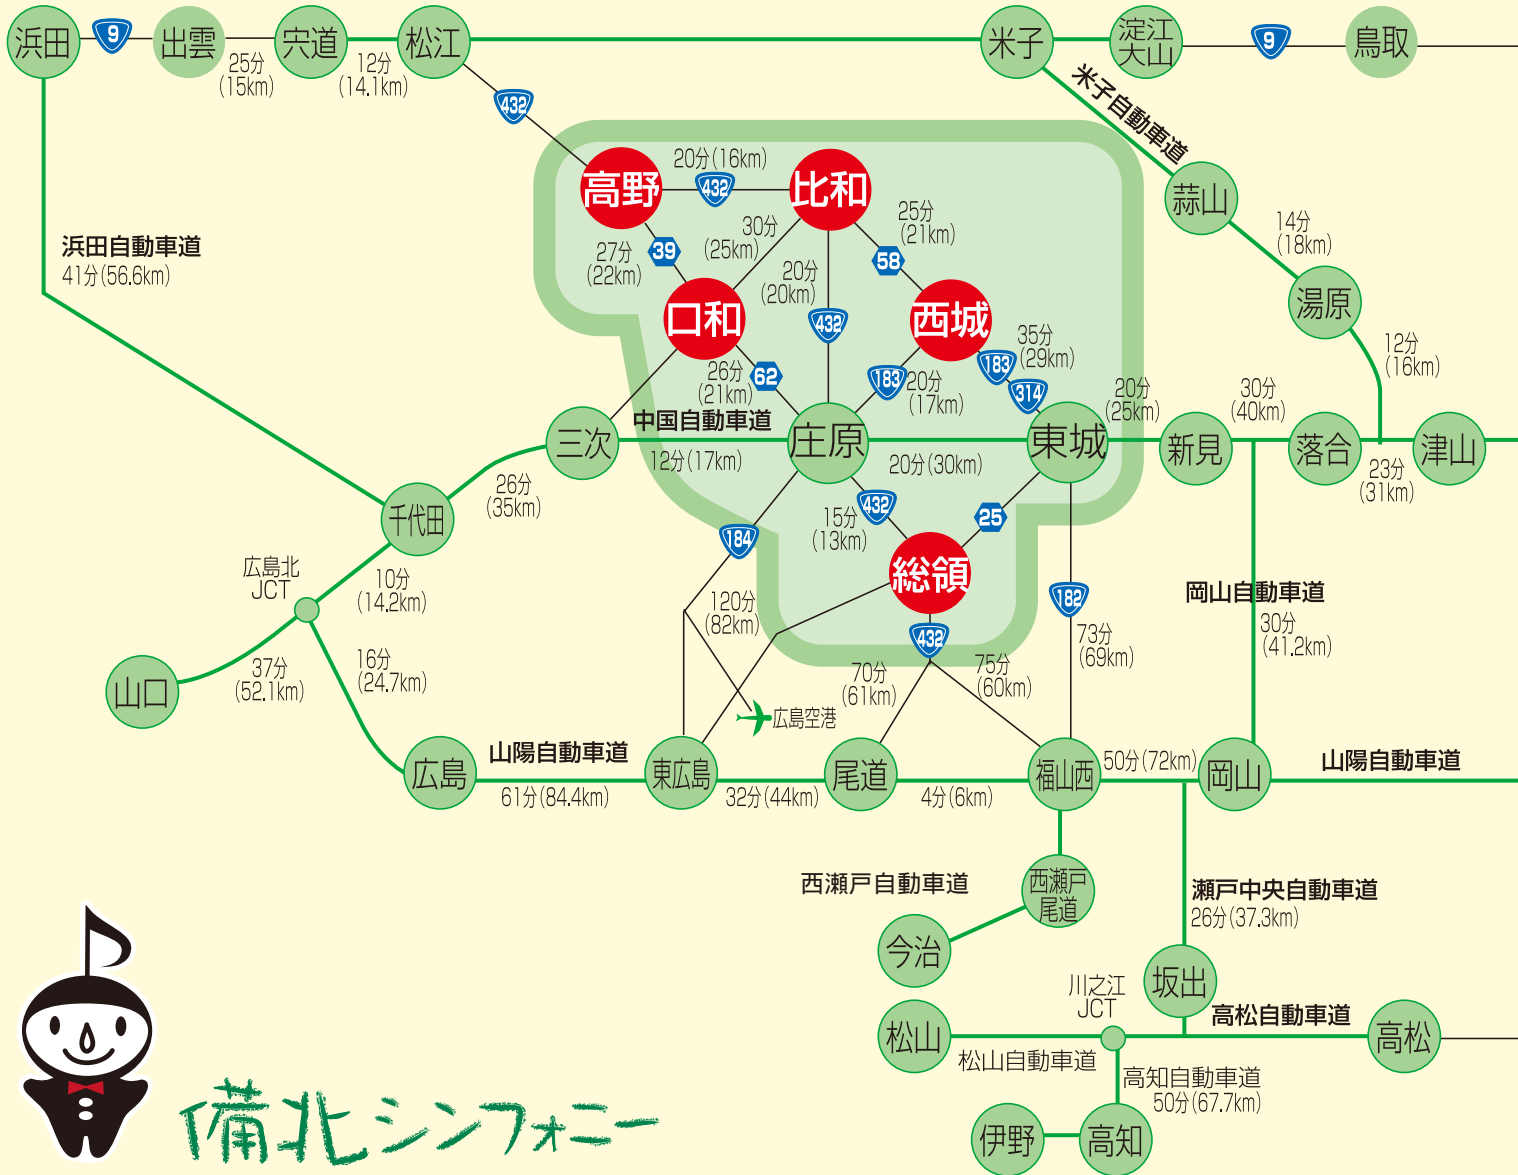 浜田
9
出雲
宍道
松江
米子
淀江
大山
9
鳥取
25分
(15km)
12分
(14.1km)
432
米子自動車道
高野
20分(16km)
432
比和
蒜山
浜田自動車道
41分(56.6km)
27分
(22km)
39
30分
(25km)
20分
(20km)
25分
(21km)
58
14分
(18km)
湯原
口和
432
西城
35分
(29km)
183
314
12分
(16km)
26分
(21km)
62
183
20分
(17km)
20分
(25km)
30分
(40km)
三次
中国自動車道
12分(17km)
庄原
20分(30km)
東城
新見
落合
23分
(31km)
津山
26分
(35km)
千代田
184
15分
(13km)
432
25
広島北
JCT
10分
(14.2km)
総領
120分
(82km)
432
182
73分
(69km)
岡山自動車道
30分
(41.2km)
山口
37分
(52.1km)
16分
(24.7km)
70分
(61km)
75分
(60km)
広島空港
広島
山陽自動車道
61分(84.4km)
東広島
32分(44km)
尾道
4分(6km)
福山西
50分(72km)
岡山
山陽自動車道
西瀬戸自動車道
西瀬戸
尾道
瀬戸中央自動車道
26分(37.3km)
今治
坂出
川之江
JCT
高松自動車道
松山
松山自動車道
高松
高知自動車道
50分(67.7km)
伊野
高知
備北シンフォニー